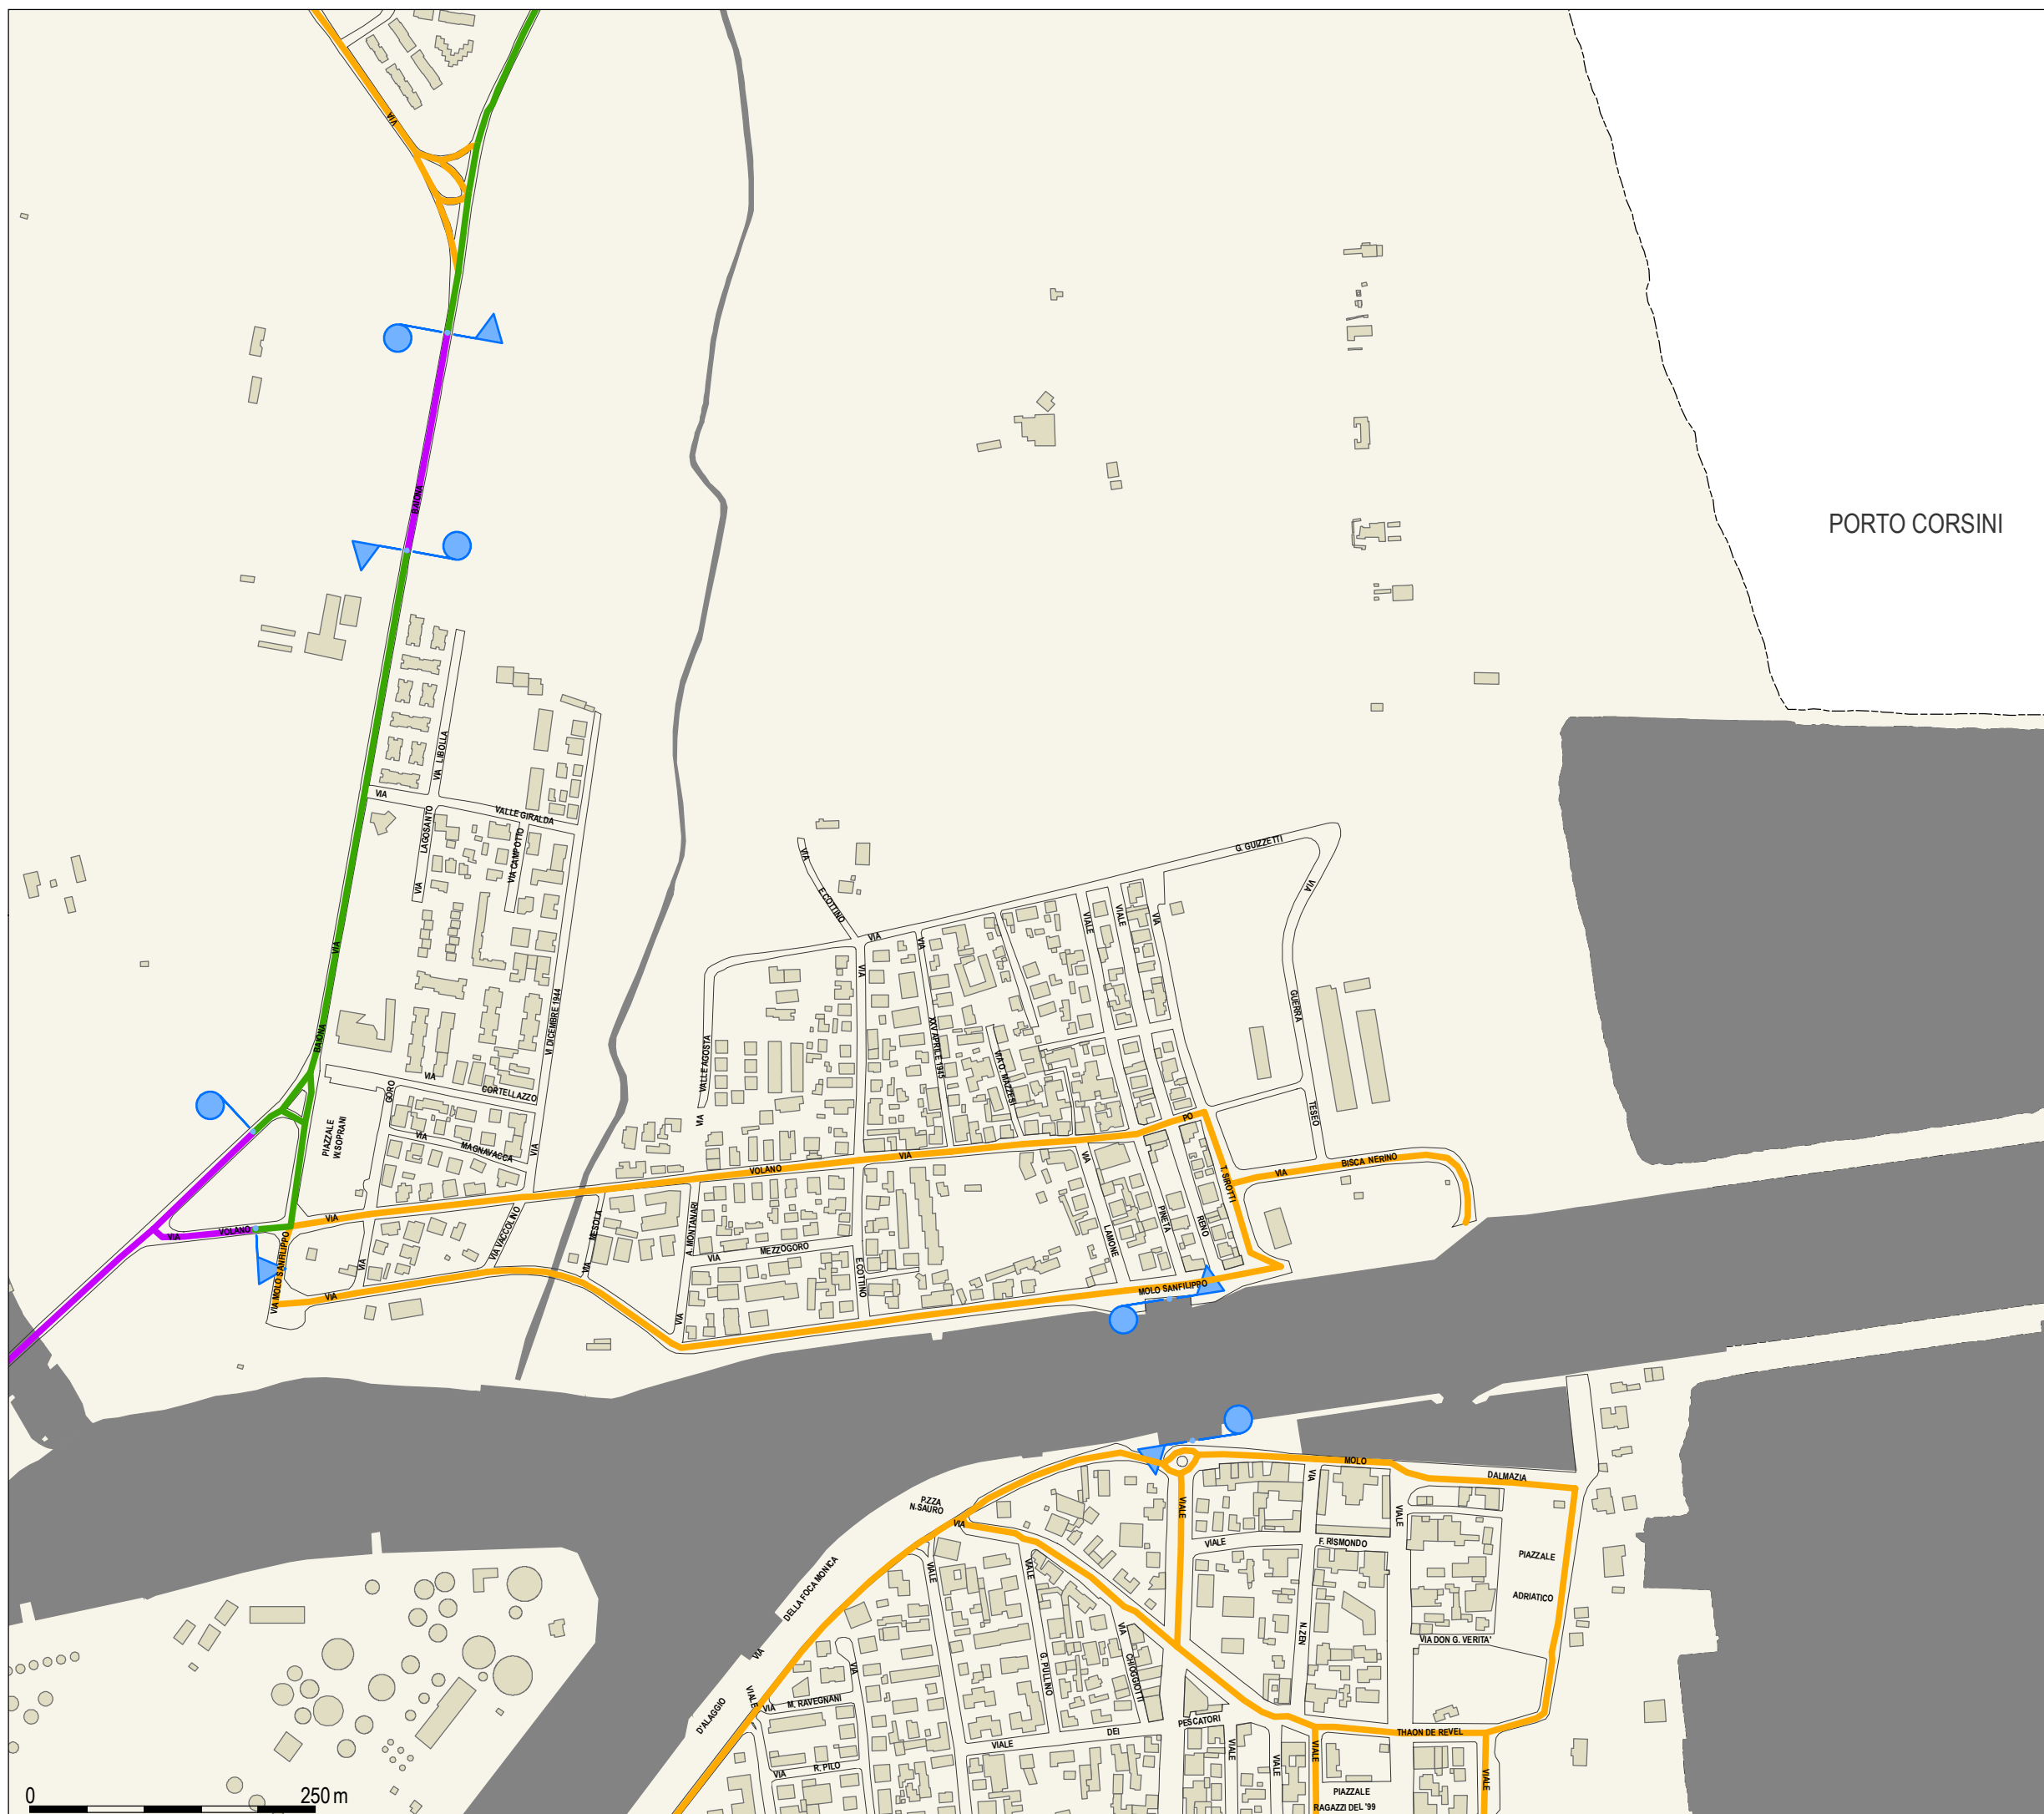 VIA
PORTO CORSINI
BAIONA
VIA LIBOLLA
VIA
VALLE GIRALDA
LAGOSANTO
VIA
VIA CAMPOTTO
VIA
E.COTTINO
G. GUIZZETTI
VIA
VIA
VIA
VIA
VIALE
VIALE
VIA
VIA
VIA
BAIONA
VI DICEMBRE 1944
VIA
GUERRA
TESEO
XXV APRILE 1945
VIA O. MAZZESI
VALLE AGOSTA
VIA
VIA
CORTELLAZZO
GORO
PIAZZALE
W.SOPRANI
VIA
MAGNAVACCA
VIA
PO
VIA
VOLANO
VIA
VIA
BISCA NERINO
T. SIROTTI
VIA
LAMONE
PINETA
RENO
VIA
VOLANO
VIA
VIA MOLO SANFILIPPO
VIA
VIA
VIA VACCOLINO
MESOLA
VIA
A. MONTANARI
VIA
VIA
MEZZOGORO
E.COTTINO
MOLO SANFILIPPO
MOLO
DALMAZIA
P.ZZA
N.SAURO
VIA
VIALE
VIA
VIALE
VIALE
F. RISMONDO
PIAZZALE
ADRIATICO
DELLA FOCA MONICA
VIA
D'ALAGGIO
VIALE
VIALE
G. PULLINO
VIA
CHIOGGIOTTI
N. ZEN
VIA DON G. VERITA'
VIA
VIALE
VIA
M. RAVEGNANI
VIALE
DEI
PESCATORI
THAON DE REVEL
VIA
R. PILO
VIALE
VIALE
VIALE
VIALE
PIAZZALE
RAGAZZI DEL '99
0
250 m